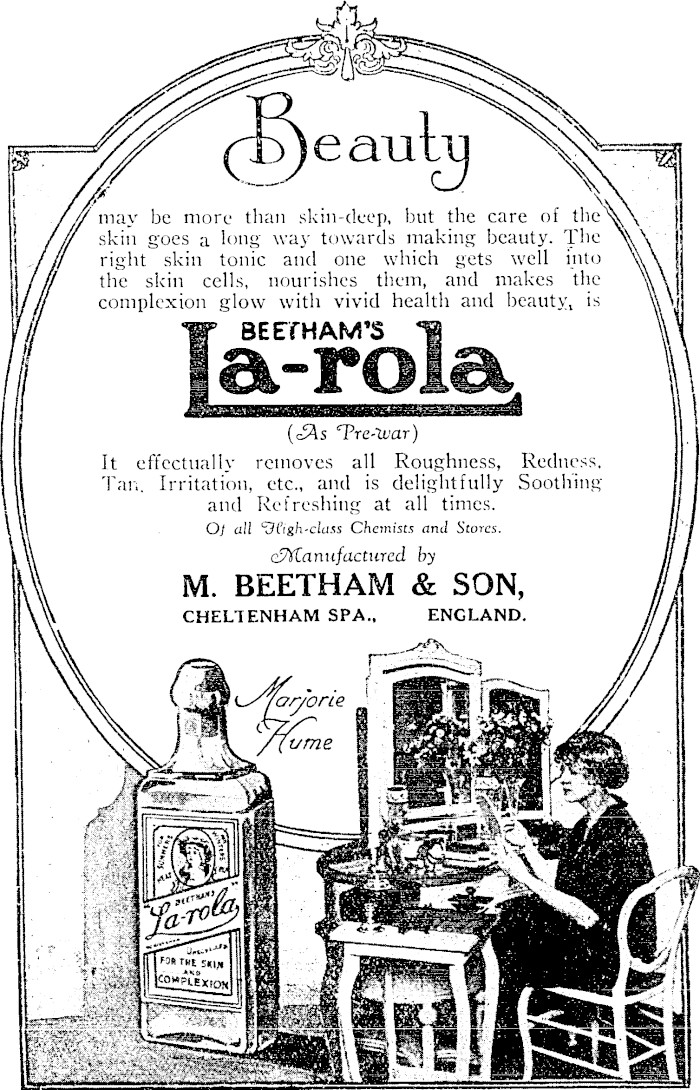 Beauty
may be more than skin-deep, but the care of the
skin goes a long way towards making beauty. The
right skin tonic and one which gets well into
the skin cells, nourishes them, and makes the
complexion glow with vivid health and beauty, is
BEETHAM'S
La-rola
(As Pre-war)
It effectually removes all Roughness, Redness,
Tan, Irritation, etc., and is delightfully Soothing
and Refreshing at all times.
Of all High-class Chemists and Stores.
Manufactured by
M. BEETHAM & SON,
CHELTENHAM SPA., ENGLAND.
Marjorie
Hume
BEETHAM'S
La-rola
FOR THE SKIN
AND
COMPLEXION